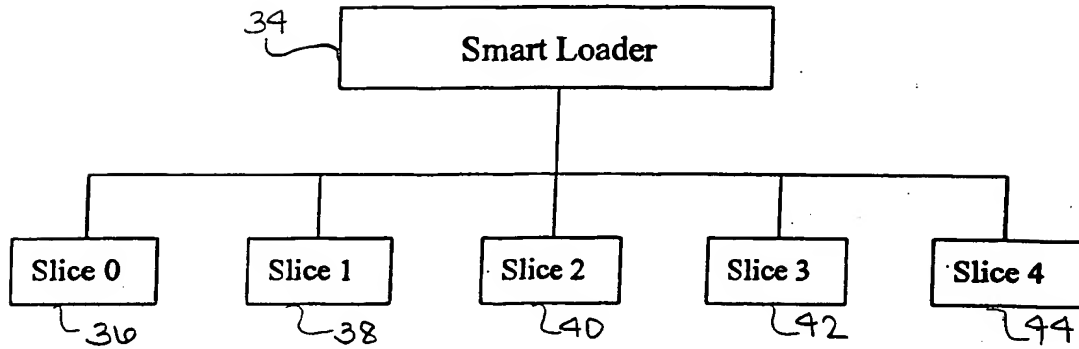 34
Smart Loader
Slice 0
Slice 1
Slice 2
Slice 3
Slice 4
36
38
40
42
44